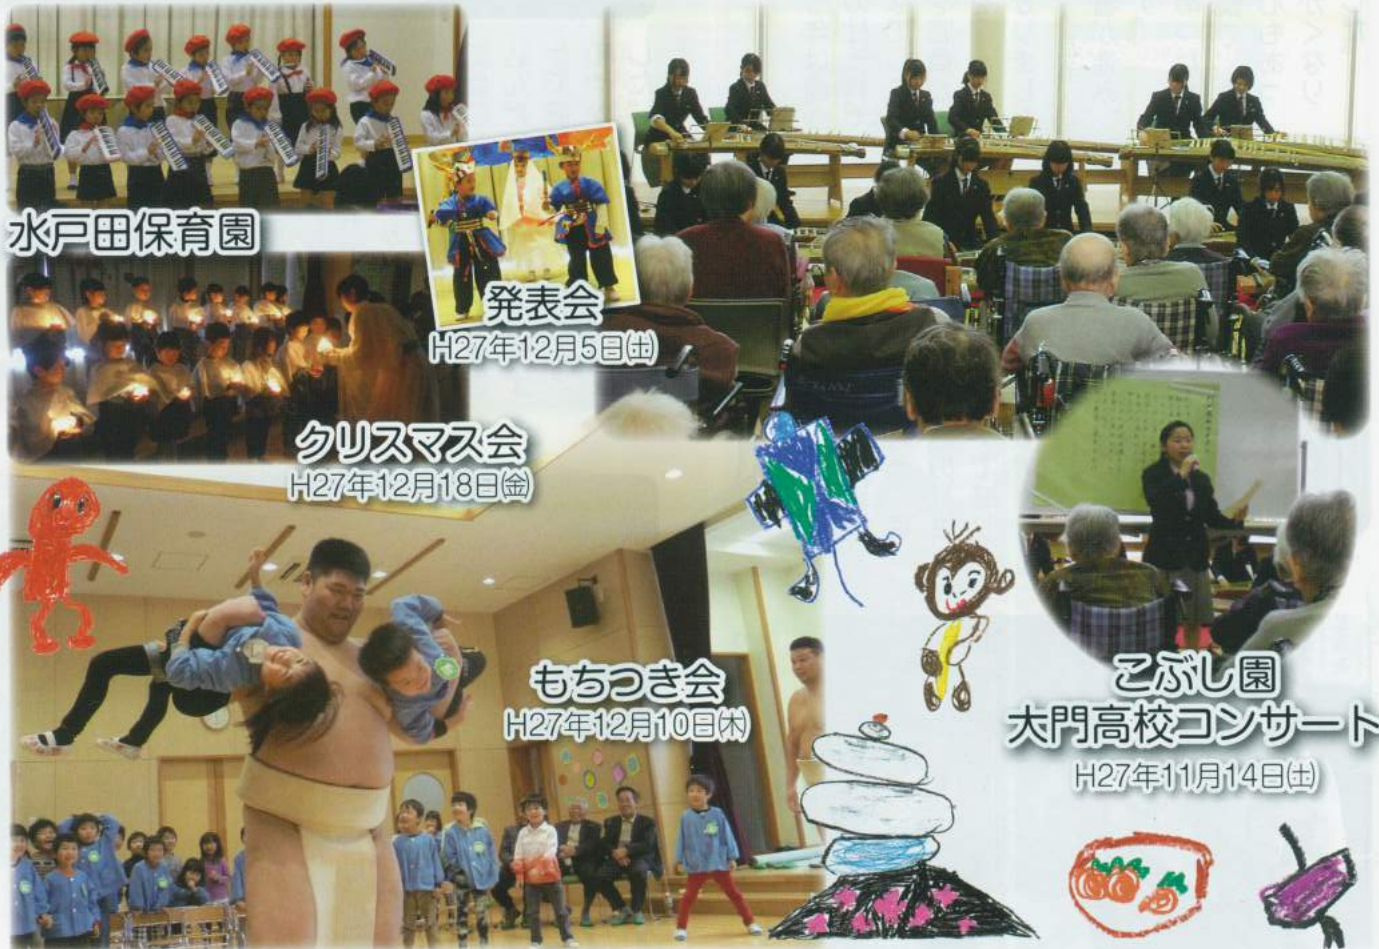 水戸田保育園
発表会
H27年12月5日(土)
クリスマス会
H27年12月18日(金)
もちつき会
H27年12月10日(木)
こぶし園
大門高校コンサート
H27年11月14日(土)